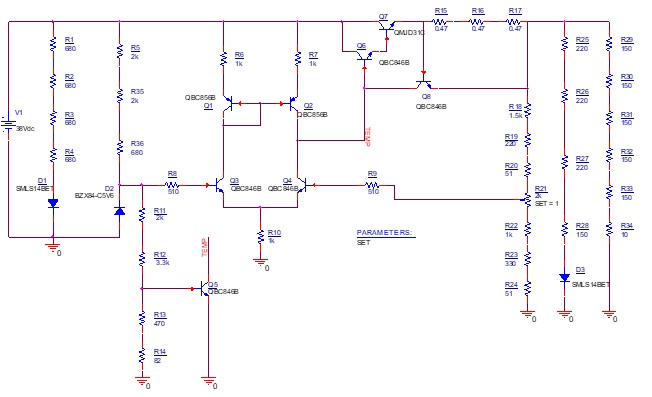 Q7
R15
0.47
R16
0.47
R17
0.47
QMJD31C
R1
680
R5
2k
R6
1k
R7
1k
Q6
QBC846B
R25
220
R29
150
R2
680
R35
2k
QBC856B
Q1
Q2
QBC856B
Q8
QBC846B
R18
1.5k
R26
220
R30
150
V1
38Vdc
R3
680
R36
680
TEMP
R19
220
R31
150
R4
680
R20
51
R27
220
R32
150
D1
SMLS14BET
D2
BZX84-C5V6
R8
510
Q3
QBC846B
Q4
QBC846B
R9
510
R21
2k
SET = 1
R33
150
R11
2k
R10
1k
PARAMETERS:
SET
R22
1k
R28
150
R34
10
0
R12
3.3k
TEMP
0
R23
330
D3
SMLS14BET
Q5
QBC846B
R24
51
R13
470
0
0
0
R14
82
0
0